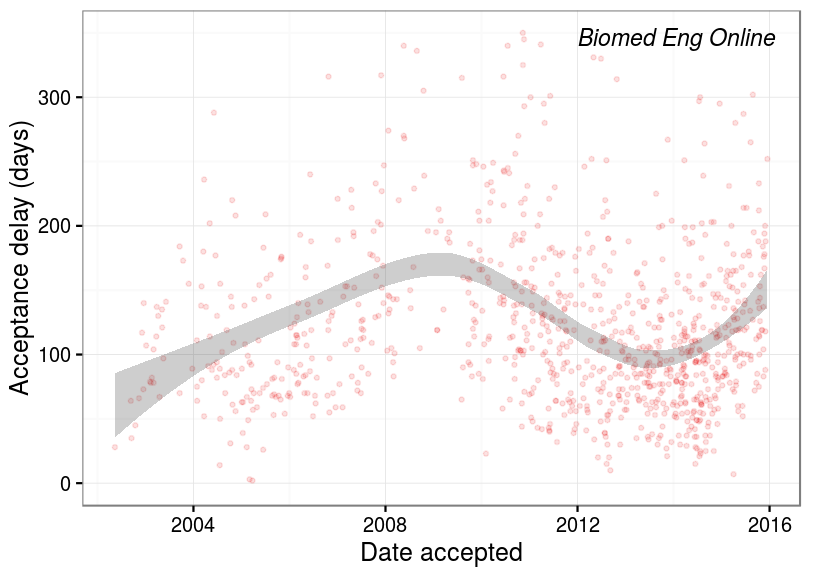 Biomed Eng Online
Acceptance delay (days)
300
200
100
0
2004 2008 2012 2016
Date accepted